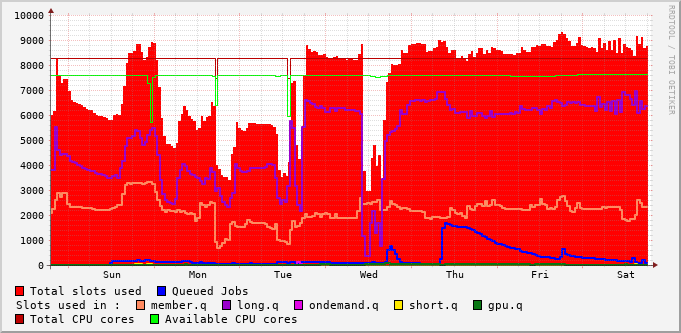 10000
9000
8000
7000
6000
5000
4000
3000
2000
1000
0
Sun Mon Tue Wed Thu Fri Sat
RRDTOOL / TOBI OETIKER
Total slots used Queued Jobs
Slots used in : member.q long.q ondemand.q short.q gpu.q
Total CPU cores Available CPU cores